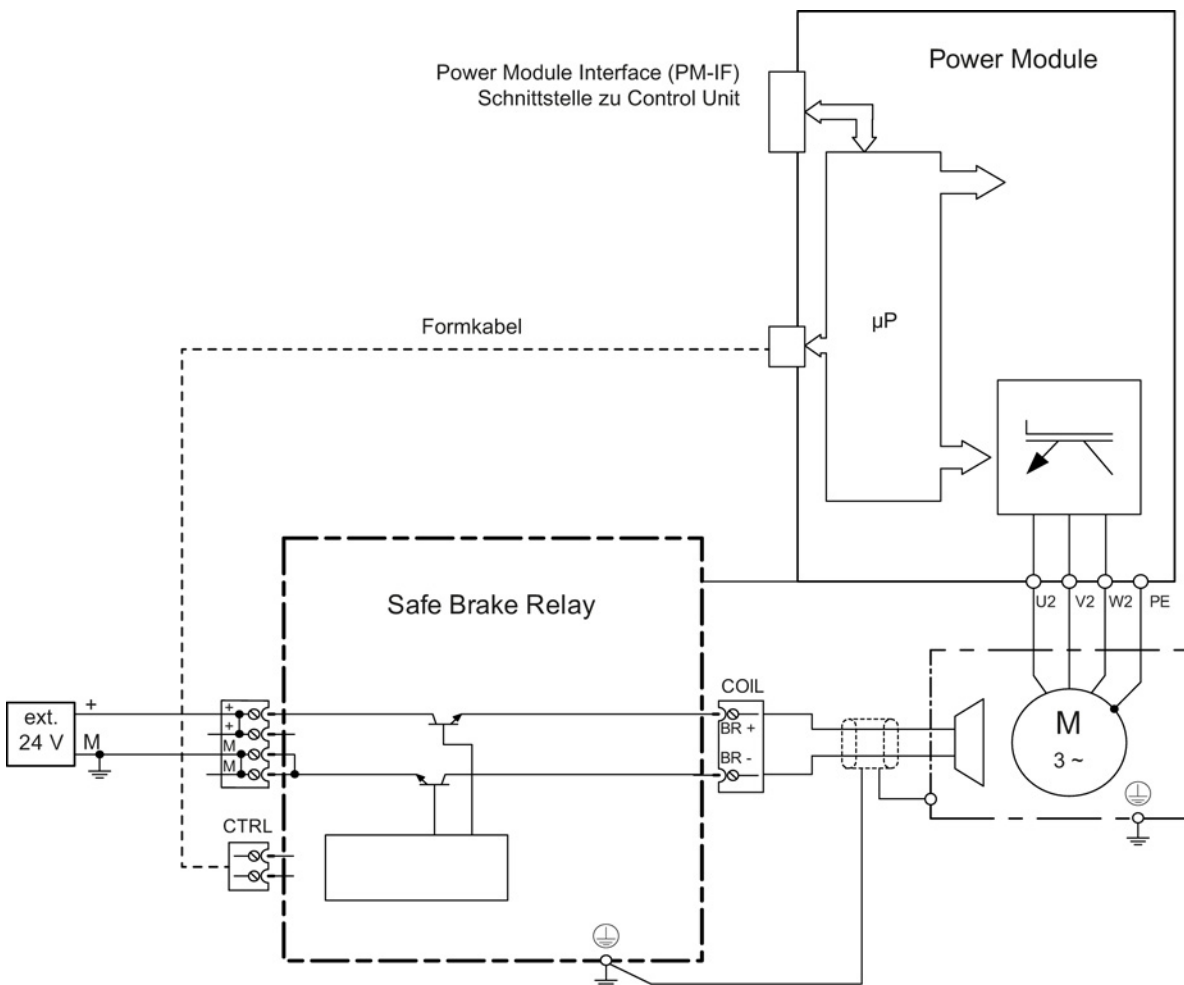 Power Module
Power Module Interface (PM-IF)
Schnittstelle zu Control Unit
µP
Formkabel
U2 V2 W2 PE
Safe Brake Relay
COIL
ext.
24 V
+
M
+
+
M
M
BR +
BR -
M
3 ~
CTRL